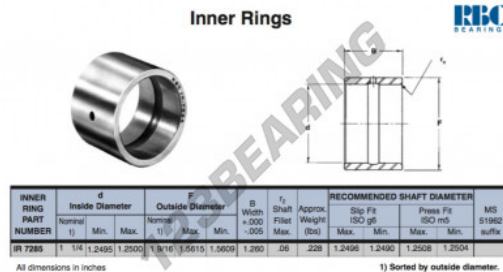 Inner Rings
RBC
BEARINGS
B
r₂
d
F
123BEARING
INNER RING PART NUMBER
d Inside Diameter
F Outside Diameter
B Width +.000 -.005
r₂ Shaft Fillet Max.
Approx. Weight (lbs)
RECOMMENDED SHAFT DIAMETER
Slip Fit ISO g6
Press Fit ISO m5
MS 51962 suffix
Nominal 1) Min. Max. Nominal 1) Max. Min. Max. Min. Max. Min.
IR 7285 1 1/4 1.2495 1.2500 1 9/16 1.5615 1.5609 1.260 .06 .228 1.2496 1.2490 1.2508 1.2504
All dimensions in inches
1) Sorted by outside diameter.